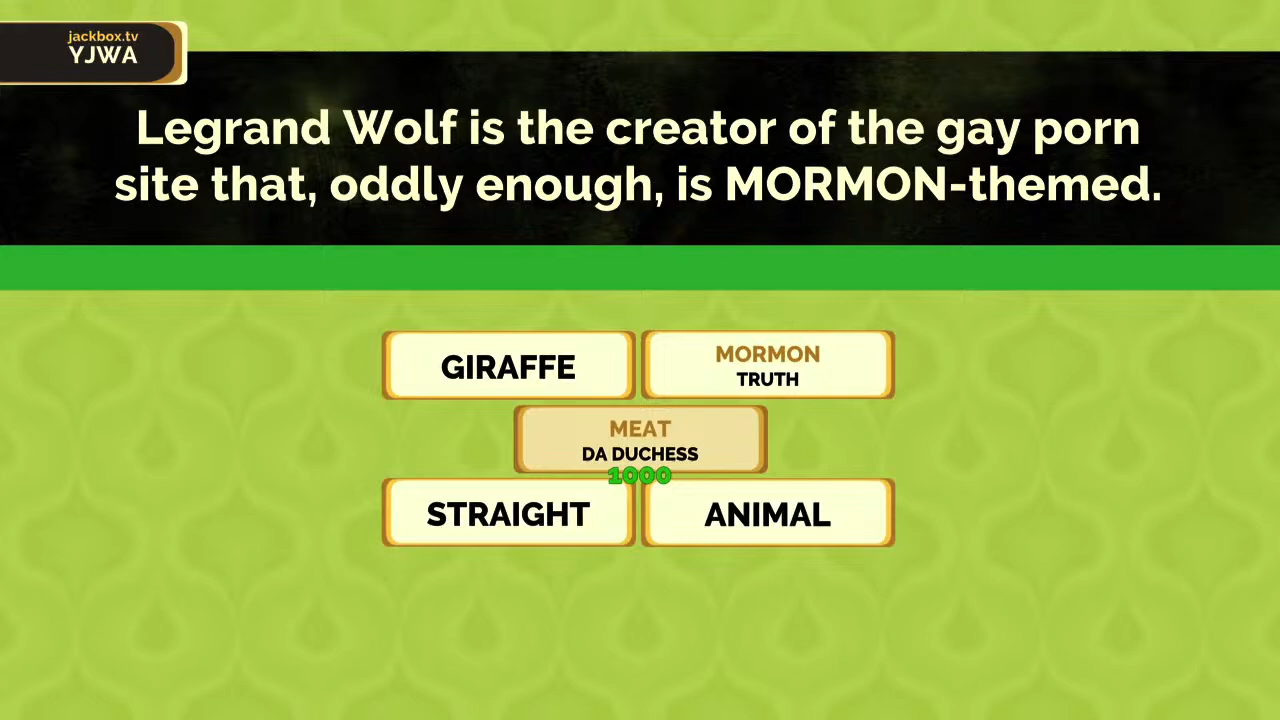 jackbox.tv
YJWA
Legrand Wolf is the creator of the gay porn
site that, oddly enough, is MORMON-themed.
GIRAFFE
MORMON
TRUTH
MEAT
DA DUCHESS
1000
STRAIGHT
ANIMAL